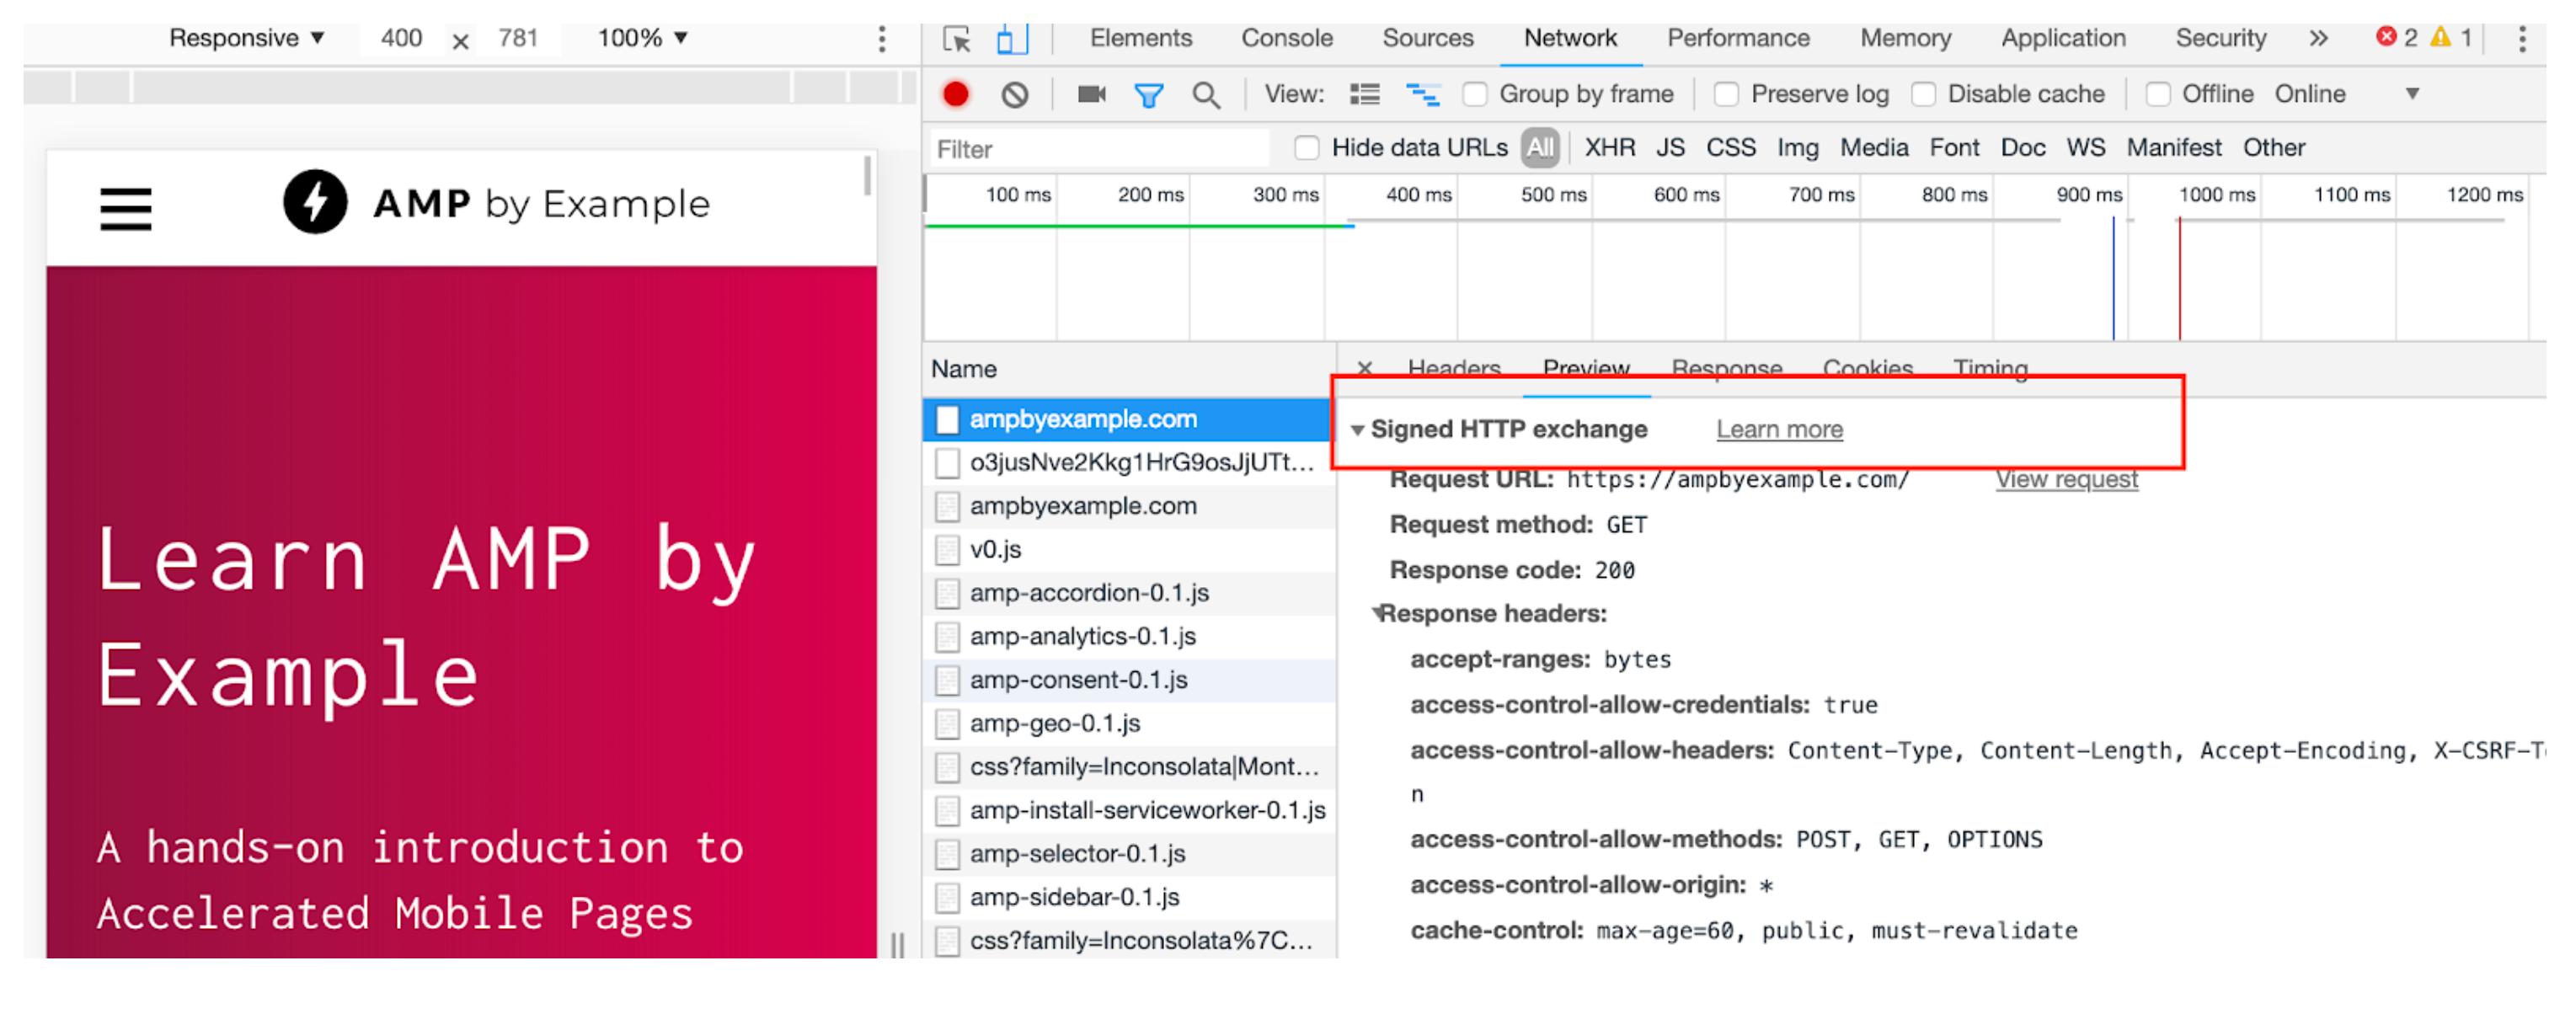 Responsive ▼ 400 × 781 100% ▼
Elements Console Sources Network Performance Memory Application Security » 2 1
View: Group by frame Preserve log Disable cache Offline Online ▼
Filter Hide data URLs All XHR JS CSS Img Media Font Doc WS Manifest Other
100 ms 200 ms 300 ms 400 ms 500 ms 600 ms 700 ms 800 ms 900 ms 1000 ms 1100 ms 1200 ms
AMP by Example
Learn AMP by
Example
A hands-on introduction to
Accelerated Mobile Pages
Name
ampbyexample.com
o3jusNve2Kkg1HrG9osJjUTt...
ampbyexample.com
v0.js
amp-accordion-0.1.js
amp-analytics-0.1.js
amp-consent-0.1.js
amp-geo-0.1.js
css?family=Inconsolata|Mont...
amp-install-serviceworker-0.1.js
amp-selector-0.1.js
amp-sidebar-0.1.js
css?family=Inconsolata%7C...
× Headers Preview Response Cookies Timing
▼ Signed HTTP exchange Learn more
Request URL: https://ampbyexample.com/ View request
Request method: GET
Response code: 200
▼Response headers:
accept-ranges: bytes
access-control-allow-credentials: true
access-control-allow-headers: Content-Type, Content-Length, Accept-Encoding, X-CSRF-T
n
access-control-allow-methods: POST, GET, OPTIONS
access-control-allow-origin: *
cache-control: max-age=60, public, must-revalidate